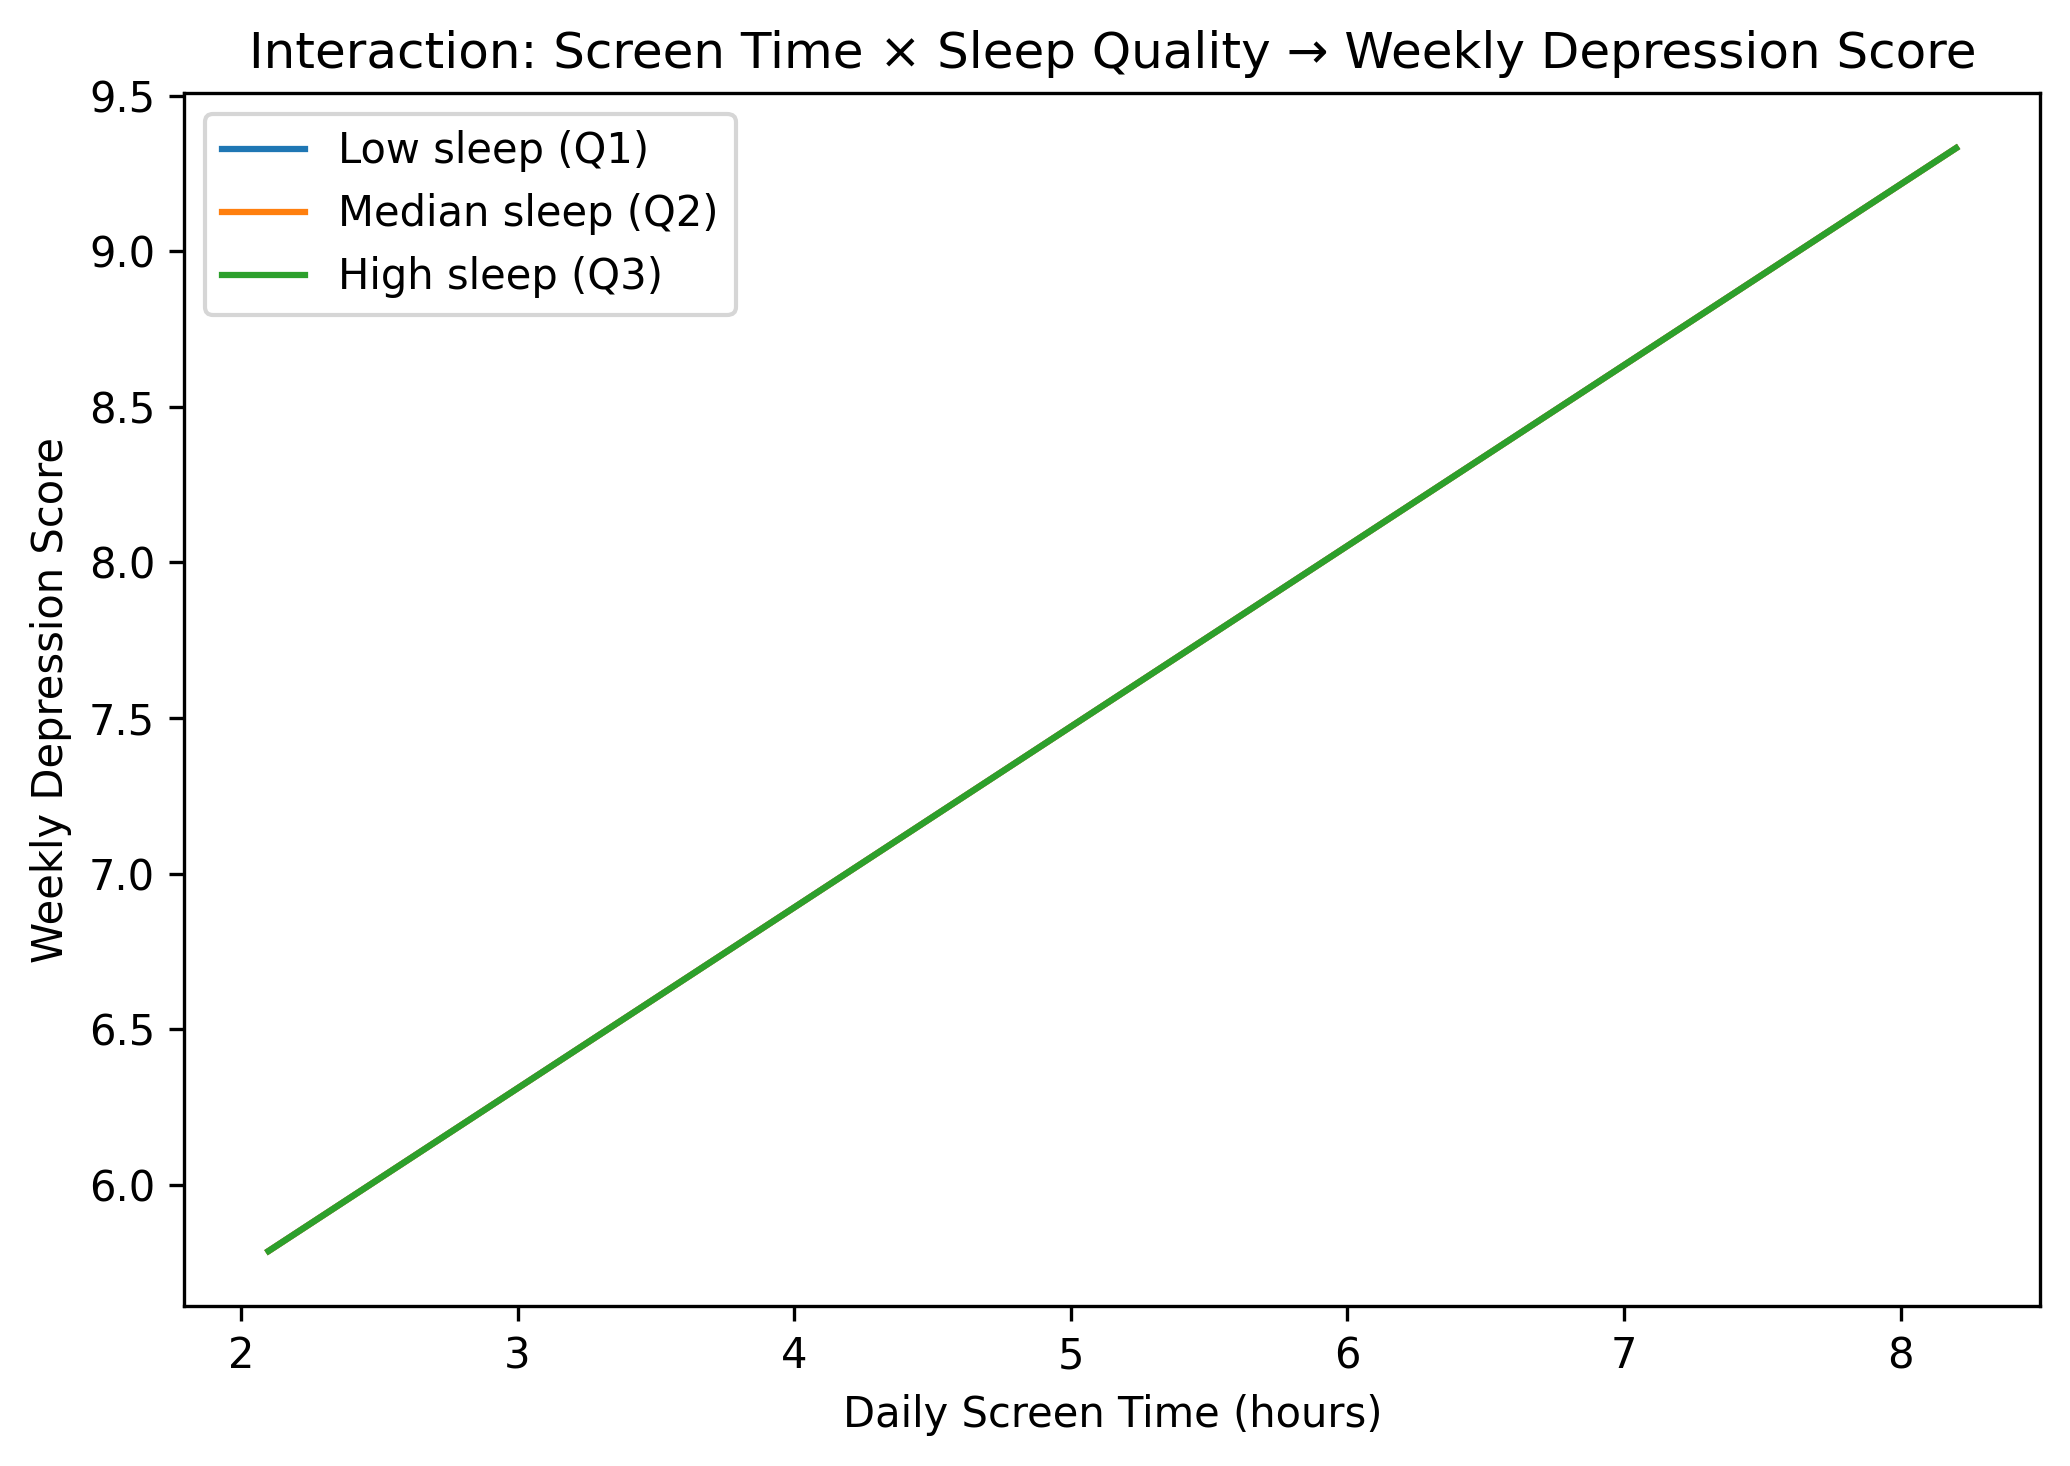 Interaction: Screen Time × Sleep Quality → Weekly Depression Score
Low sleep (Q1)
Median sleep (Q2)
High sleep (Q3)
9.5
9.0
8.5
8.0
7.5
7.0
6.5
6.0
Weekly Depression Score
2 3 4 5 6 7 8
Daily Screen Time (hours)